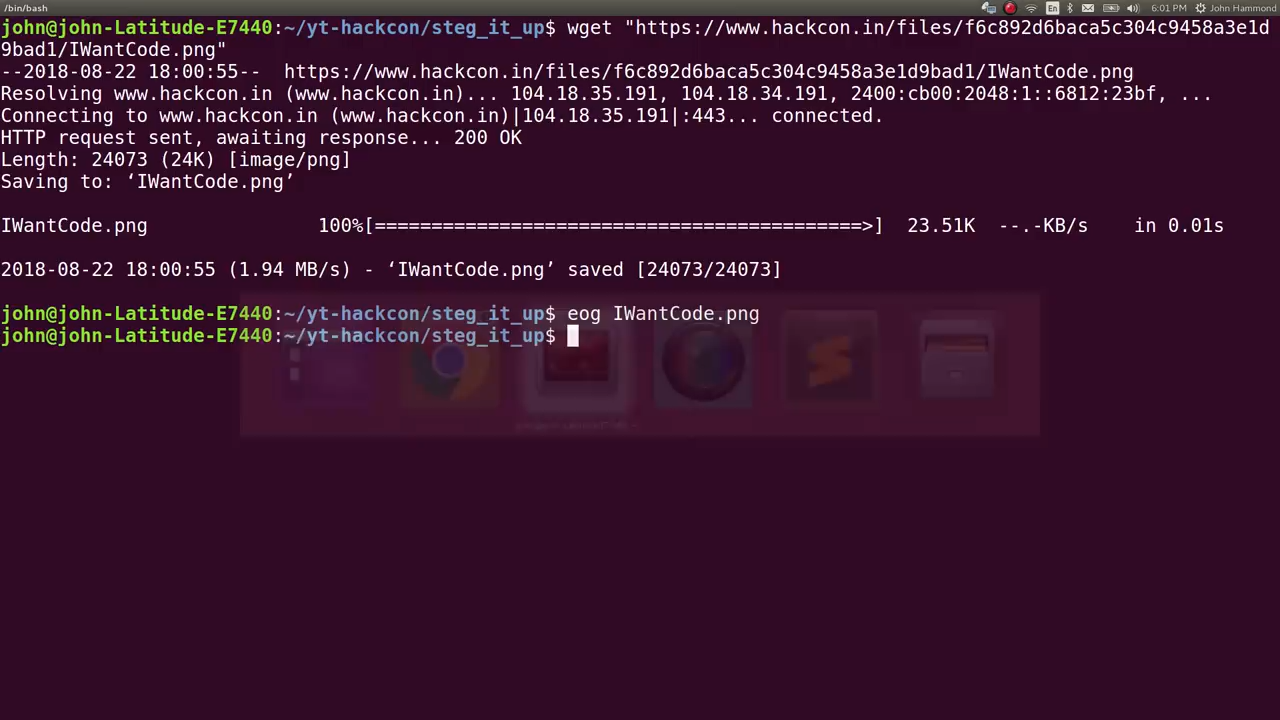 /bin/bash
En
6:01 PM
John Hammond
john@john-Latitude-E7440:~/yt-hackcon/steg_it_up$ wget "https://www.hackcon.in/files/f6c892d6baca5c304c9458a3e1d
9bad1/IWantCode.png"
--2018-08-22 18:00:55--  https://www.hackcon.in/files/f6c892d6baca5c304c9458a3e1d9bad1/IWantCode.png
Resolving www.hackcon.in (www.hackcon.in)... 104.18.35.191, 104.18.34.191, 2400:cb00:2048:1::6812:23bf, ...
Connecting to www.hackcon.in (www.hackcon.in)|104.18.35.191|:443... connected.
HTTP request sent, awaiting response... 200 OK
Length: 24073 (24K) [image/png]
Saving to: ‘IWantCode.png’
IWantCode.png               100%[===========================================>]  23.51K  --.-KB/s    in 0.01s
2018-08-22 18:00:55 (1.94 MB/s) - ‘IWantCode.png’ saved [24073/24073]
john@john-Latitude-E7440:~/yt-hackcon/steg_it_up$ eog IWantCode.png
john@john-Latitude-E7440:~/yt-hackcon/steg_it_up$